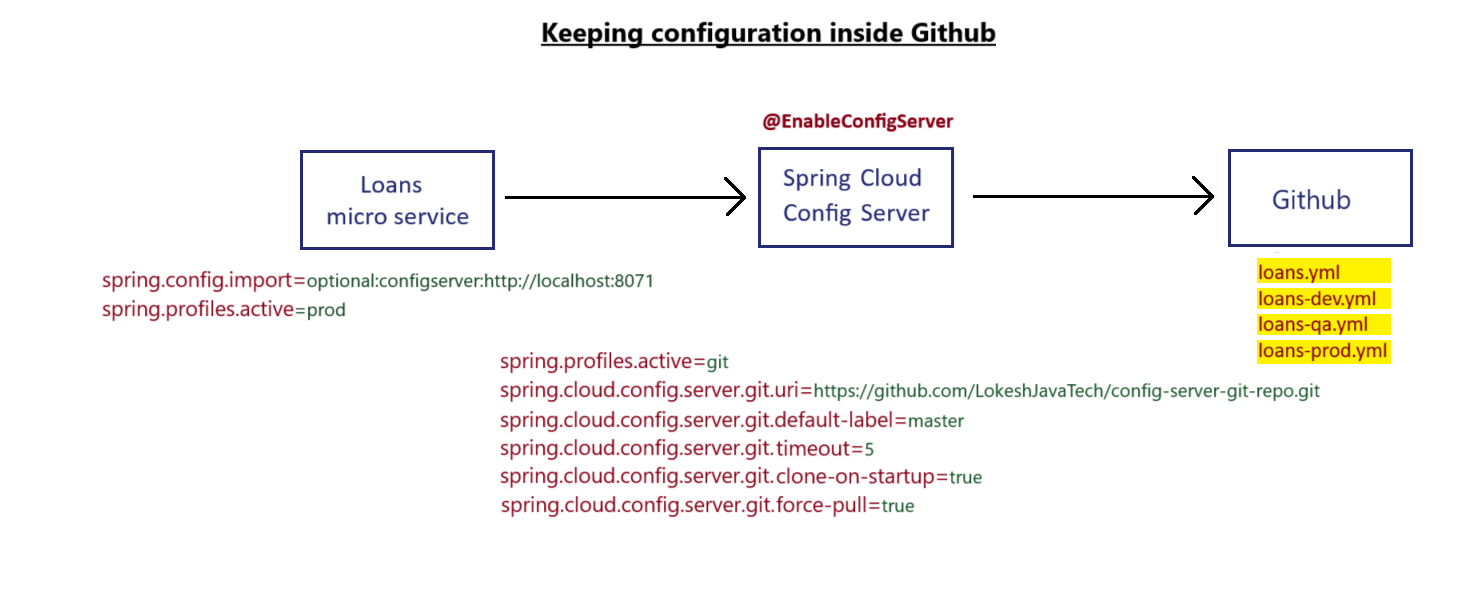 Keeping configuration inside Github
@EnableConfigServer
Loans
micro service
Spring Cloud
Config Server
Github
spring.config.import=optional:configserver:http://localhost:8071
spring.profiles.active=prod
loans.yml
loans-dev.yml
loans-qa.yml
loans-prod.yml
spring.profiles.active=git
spring.cloud.config.server.git.uri=https://github.com/LokeshJavaTech/config-server-git-repo.git
spring.cloud.config.server.git.default-label=master
spring.cloud.config.server.git.timeout=5
spring.cloud.config.server.git.clone-on-startup=true
spring.cloud.config.server.git.force-pull=true